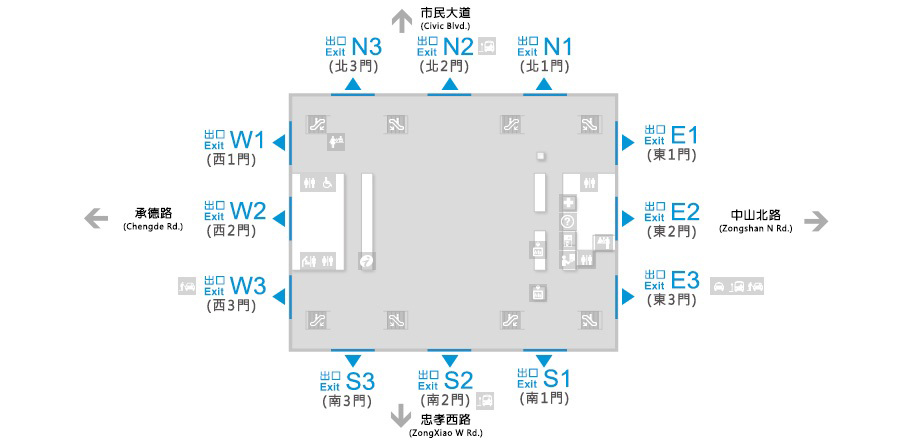 市民大道
(Civic Blvd.)
出口 Exit N3
(北3門)
出口 Exit N2
(北2門)
出口 Exit N1
(北1門)
出口 Exit W1
(西1門)
出口 Exit E1
(東1門)
承德路
(Chengde Rd.)
出口 Exit W2
(西2門)
出口 Exit E2
(東2門)
中山北路
(Zongshan N Rd.)
出口 Exit W3
(西3門)
出口 Exit E3
(東3門)
出口 Exit S3
(南3門)
出口 Exit S2
(南2門)
出口 Exit S1
(南1門)
忠孝西路
(ZongXiao W Rd.)